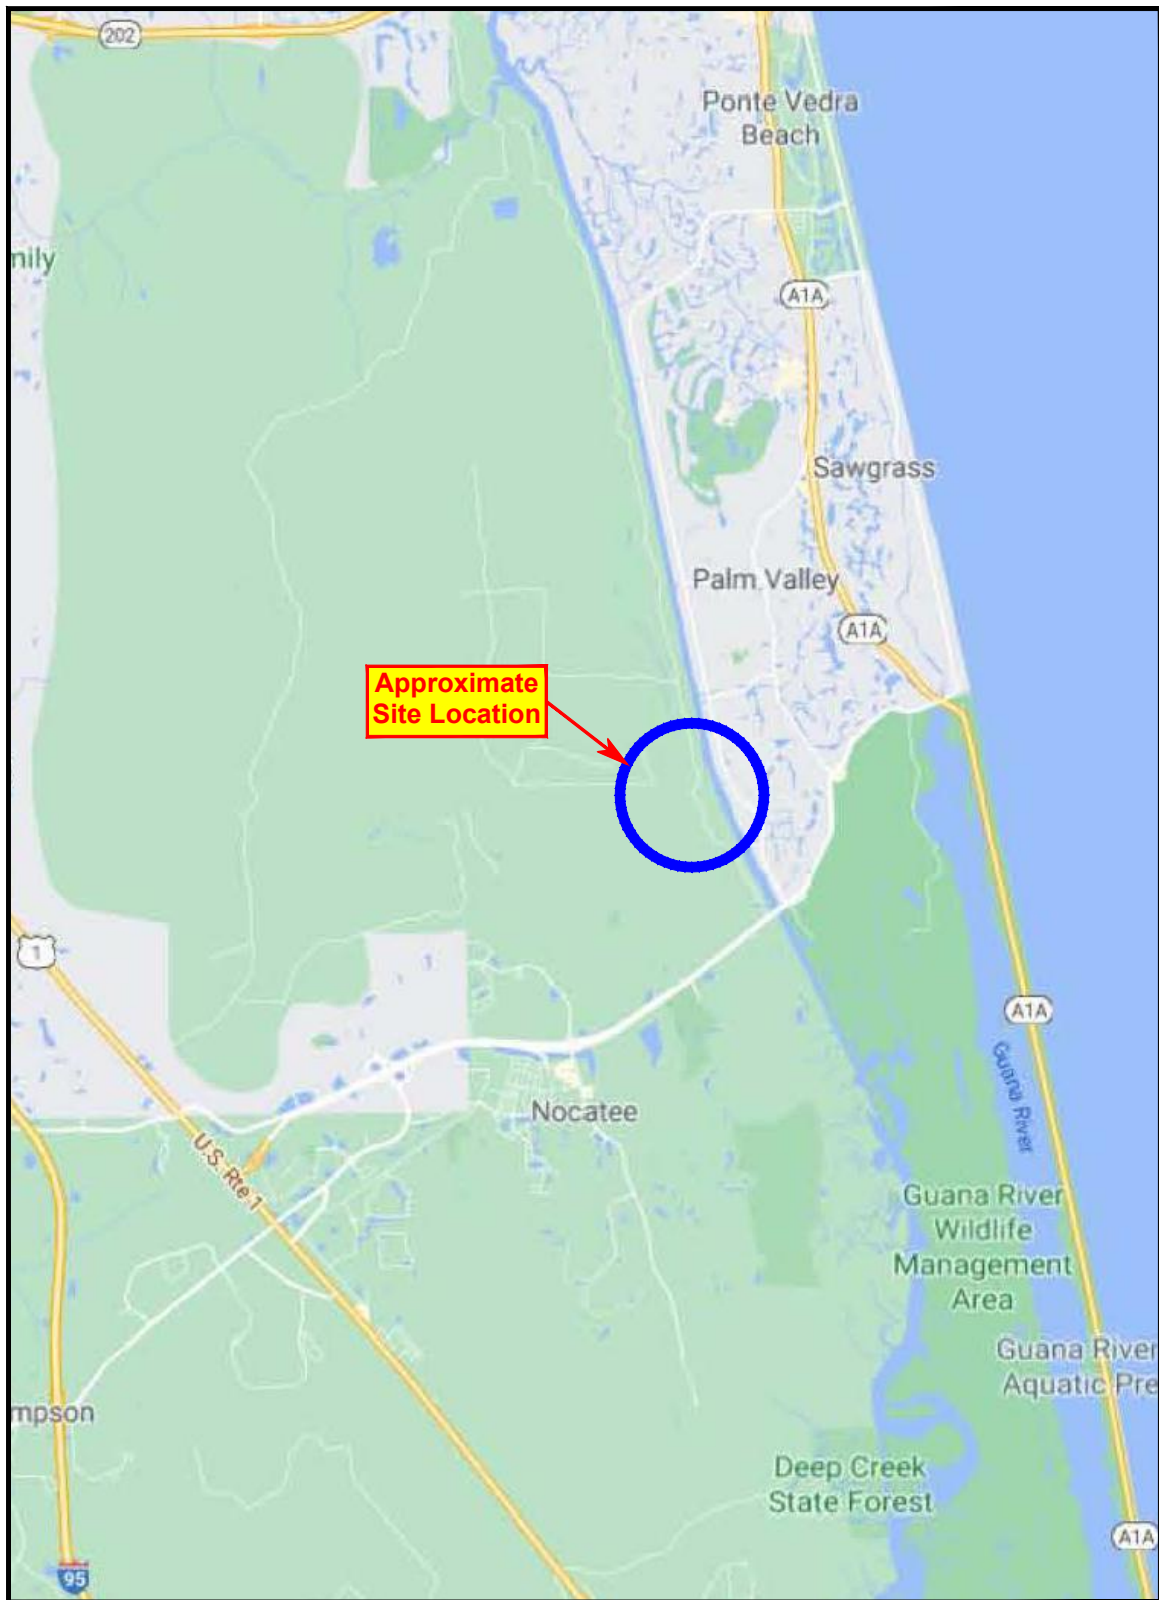 202
Ponte Vedra
Beach
nily
A1A
Sawgrass
Palm Valley
A1A
Approximate
Site Location
1
A1A
Guana River
Nocatee
U.S. Rte 1
Guana River
Wildlife
Management
Area
Guana River
Aquatic Pre
mpson
Deep Creek
State Forest
A1A
95